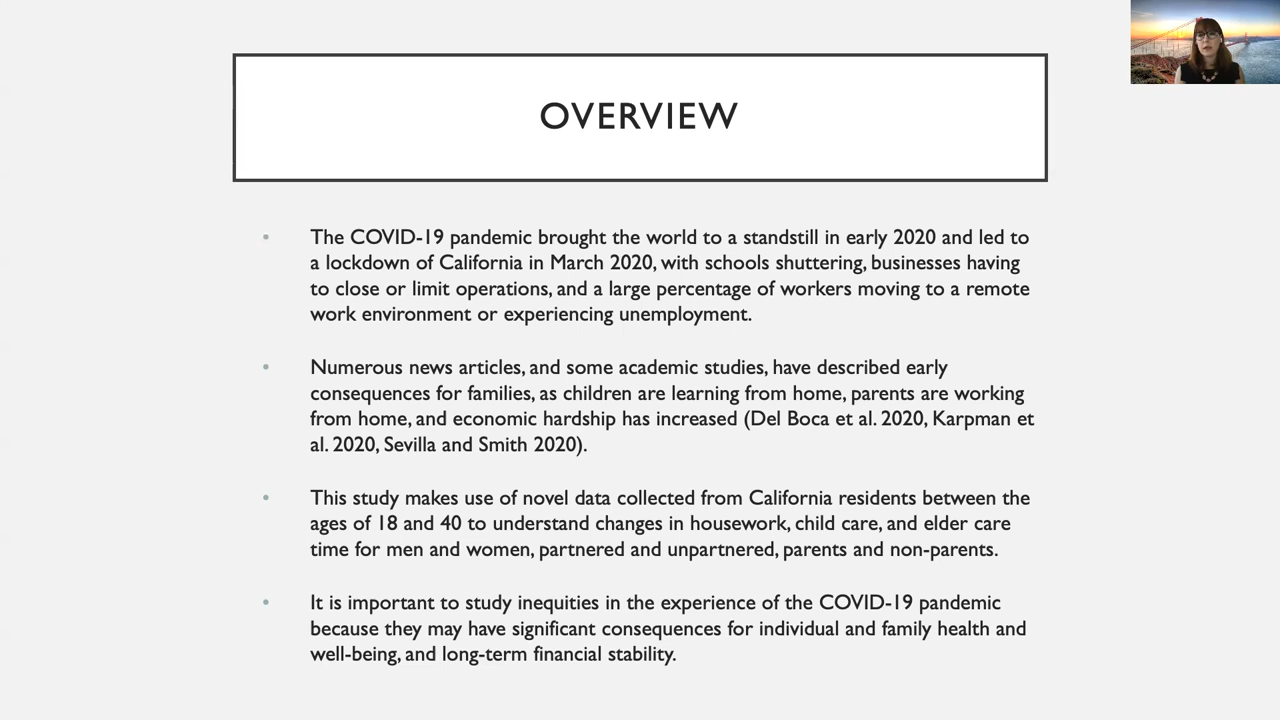 OVERVIEW
• The COVID-19 pandemic brought the world to a standstill in early 2020 and led to
a lockdown of California in March 2020, with schools shuttering, businesses having
to close or limit operations, and a large percentage of workers moving to a remote
work environment or experiencing unemployment.
• Numerous news articles, and some academic studies, have described early
consequences for families, as children are learning from home, parents are working
from home, and economic hardship has increased (Del Boca et al. 2020, Karpman et
al. 2020, Sevilla and Smith 2020).
• This study makes use of novel data collected from California residents between the
ages of 18 and 40 to understand changes in housework, child care, and elder care
time for men and women, partnered and unpartnered, parents and non-parents.
• It is important to study inequities in the experience of the COVID-19 pandemic
because they may have significant consequences for individual and family health and
well-being, and long-term financial stability.